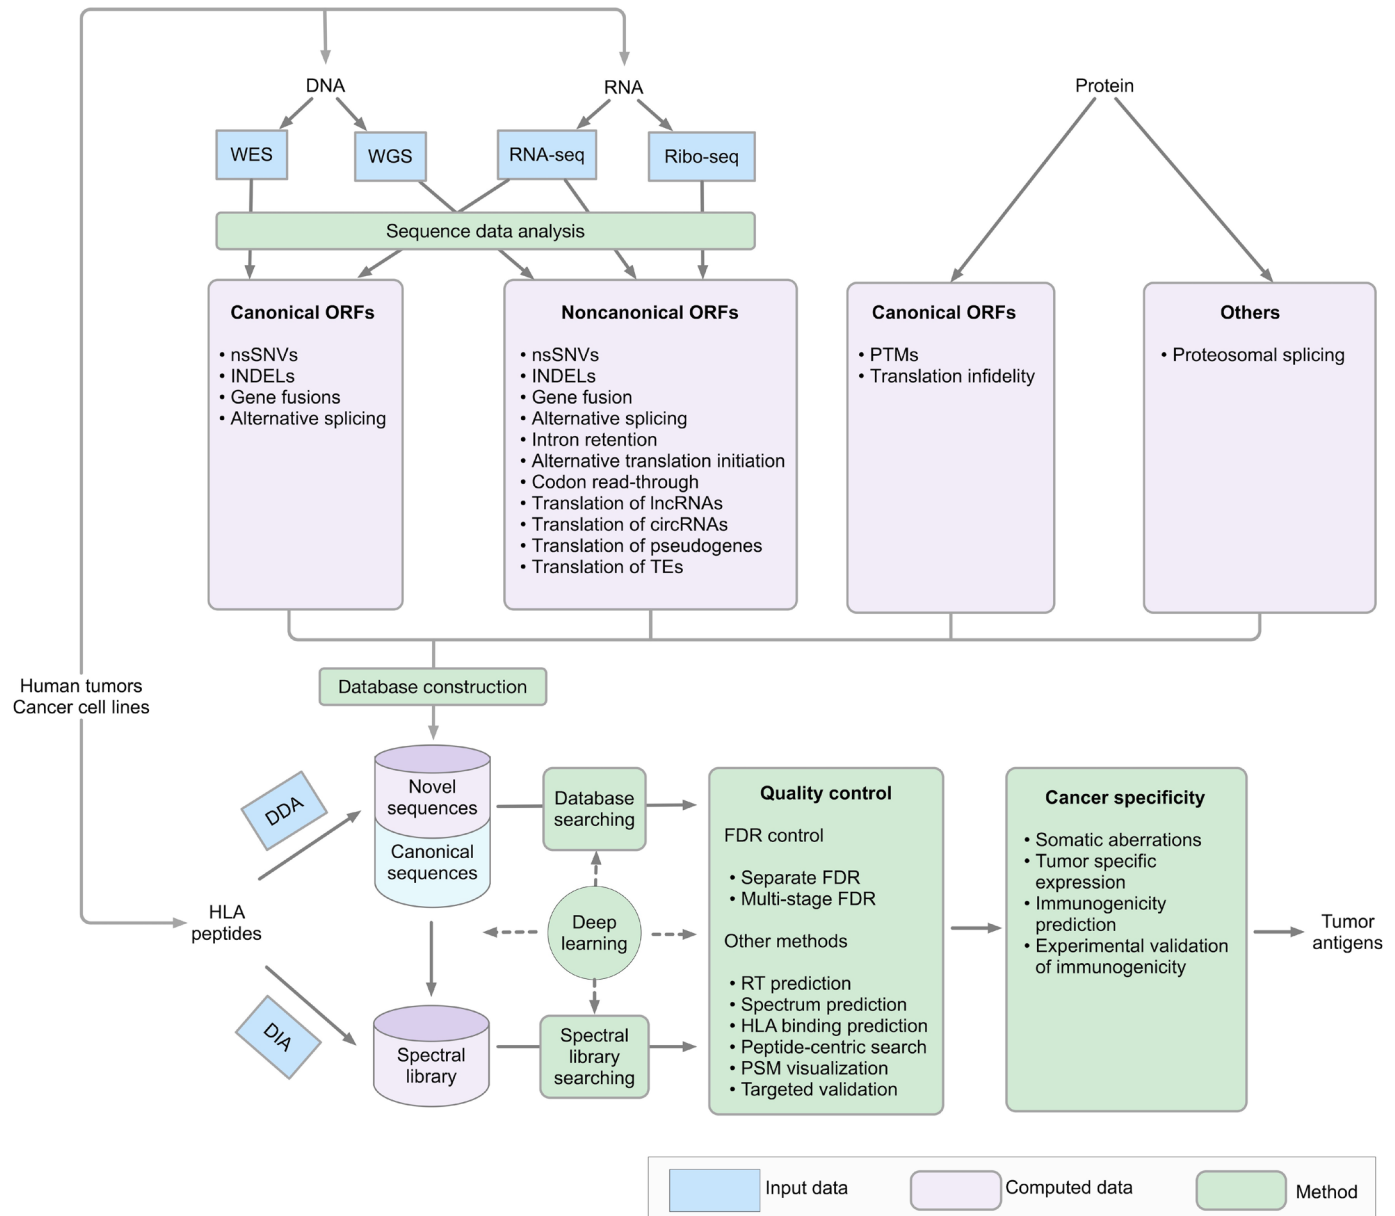 DNA
RNA
Protein
WES
WGS
RNA-seq
Ribo-seq
Sequence data analysis
Canonical ORFs
• nsSNVs
• INDELs
• Gene fusions
• Alternative splicing
Noncanonical ORFs
• nsSNVs
• INDELs
• Gene fusion
• Alternative splicing
• Intron retention
• Alternative translation initiation
• Codon read-through
• Translation of lncRNAs
• Translation of circRNAs
• Translation of pseudogenes
• Translation of TEs
Canonical ORFs
• PTMs
• Translation infidelity
Others
• Proteosomal splicing
Human tumors
Cancer cell lines
Database construction
DDA
Novel
sequences
Canonical
sequences
Database
searching
HLA
peptides
Deep
learning
DIA
Spectral
library
Spectral
library
searching
Quality control
FDR control
• Separate FDR
• Multi-stage FDR
Other methods
• RT prediction
• Spectrum prediction
• HLA binding prediction
• Peptide-centric search
• PSM visualization
• Targeted validation
Cancer specificity
• Somatic aberrations
• Tumor specific
expression
• Immunogenicity
prediction
• Experimental validation
of immunogenicity
Tumor
antigens
Input data
Computed data
Method